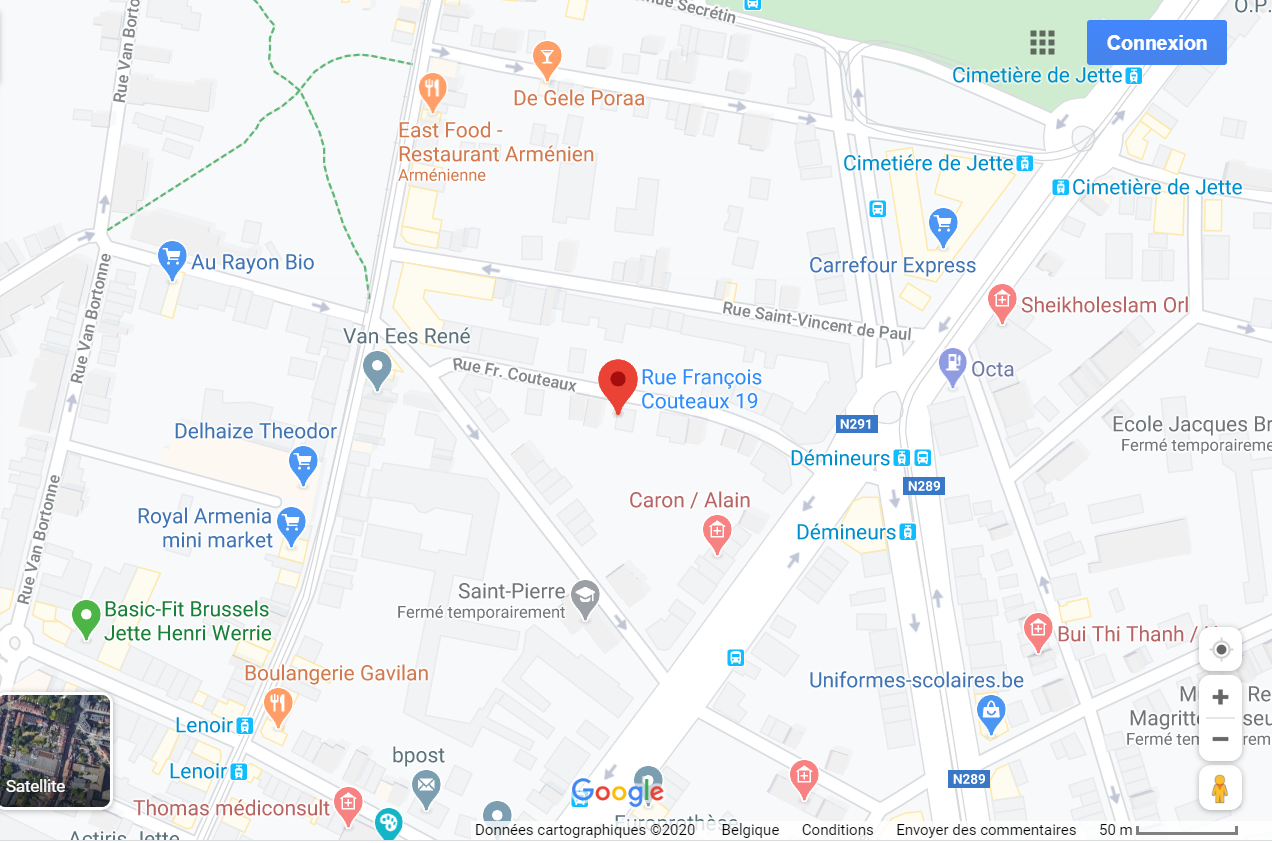 Rue Van Bortonne
nue Secrétin
O.P.
Connexion
Cimetière de Jette
De Gele Poraa
East Food -
Restaurant Arménien
Arménienne
Cimetiére de Jette
Cimetière de Jette
Au Rayon Bio
Carrefour Express
Rue Van Bortonne
Rue Saint-Vincent de Paul
Sheikholeslam Orl
Van Ees René
Rue Fr. Couteaux
Rue François
Couteaux 19
Octa
N291
Ecole Jacques Br
Fermé temporaireme
Delhaize Theodor
Démineurs
N289
Caron / Alain
Royal Armenia
mini market
Démineurs
Rue Van Bortonne
Saint-Pierre
Fermé temporairement
Basic-Fit Brussels
Jette Henri Werrie
Bui Thi Thanh /
Boulangerie Gavilan
Uniformes-scolaires.be
Lenoir
Magritte
Fermé
Lenoir
bpost
N289
Satellite
Google
Thomas médiconsult
Europrothèse
Actiris Jette
Données cartographiques ©2020 Belgique Conditions Envoyer des commentaires 50 m